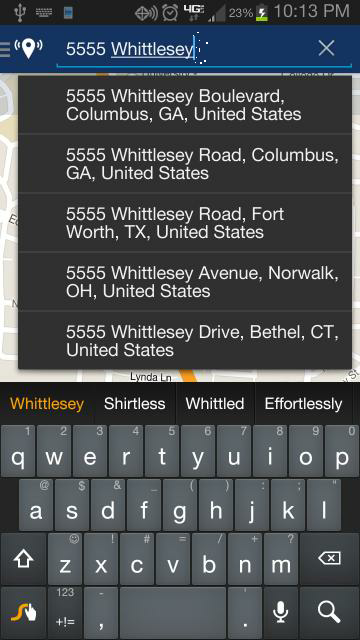 4G LTE 23% 10:13 PM
5555 Whittlesey
5555 Whittlesey Boulevard,
Columbus, GA, United States
5555 Whittlesey Road, Columbus,
GA, United States
5555 Whittlesey Road, Fort
Worth, TX, United States
5555 Whittlesey Avenue, Norwalk,
OH, United States
5555 Whittlesey Drive, Bethel, CT,
United States
Lynda Ln
Whittlesey Shirtless Whittled Effortlessly
1 2 3 4 5 6 7 8 9 0
q w e r t y u i o p
@ $ & _ ( ) : ; "
a s d f g h j k l
! # = / + ?
z x c v b n m
123
+!= - , .